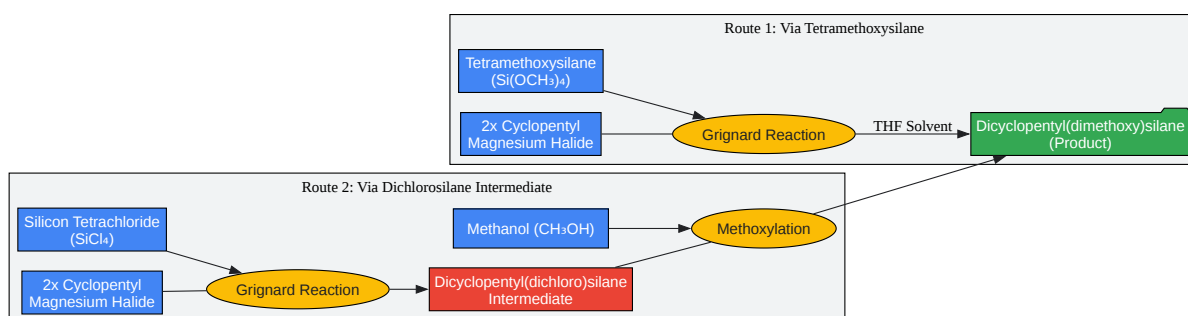 Route 1: Via Tetramethoxysilane
Tetramethoxysilane
(Si(OCH₃)₄)
2x Cyclopentyl
Magnesium Halide
Grignard Reaction
THF Solvent
Dicyclopentyl(dimethoxy)silane
(Product)
Route 2: Via Dichlorosilane Intermediate
Silicon Tetrachloride
(SiCl₄)
2x Cyclopentyl
Magnesium Halide
Grignard Reaction
Methanol (CH₃OH)
Dicyclopentyl(dichloro)silane
Intermediate
Methoxylation